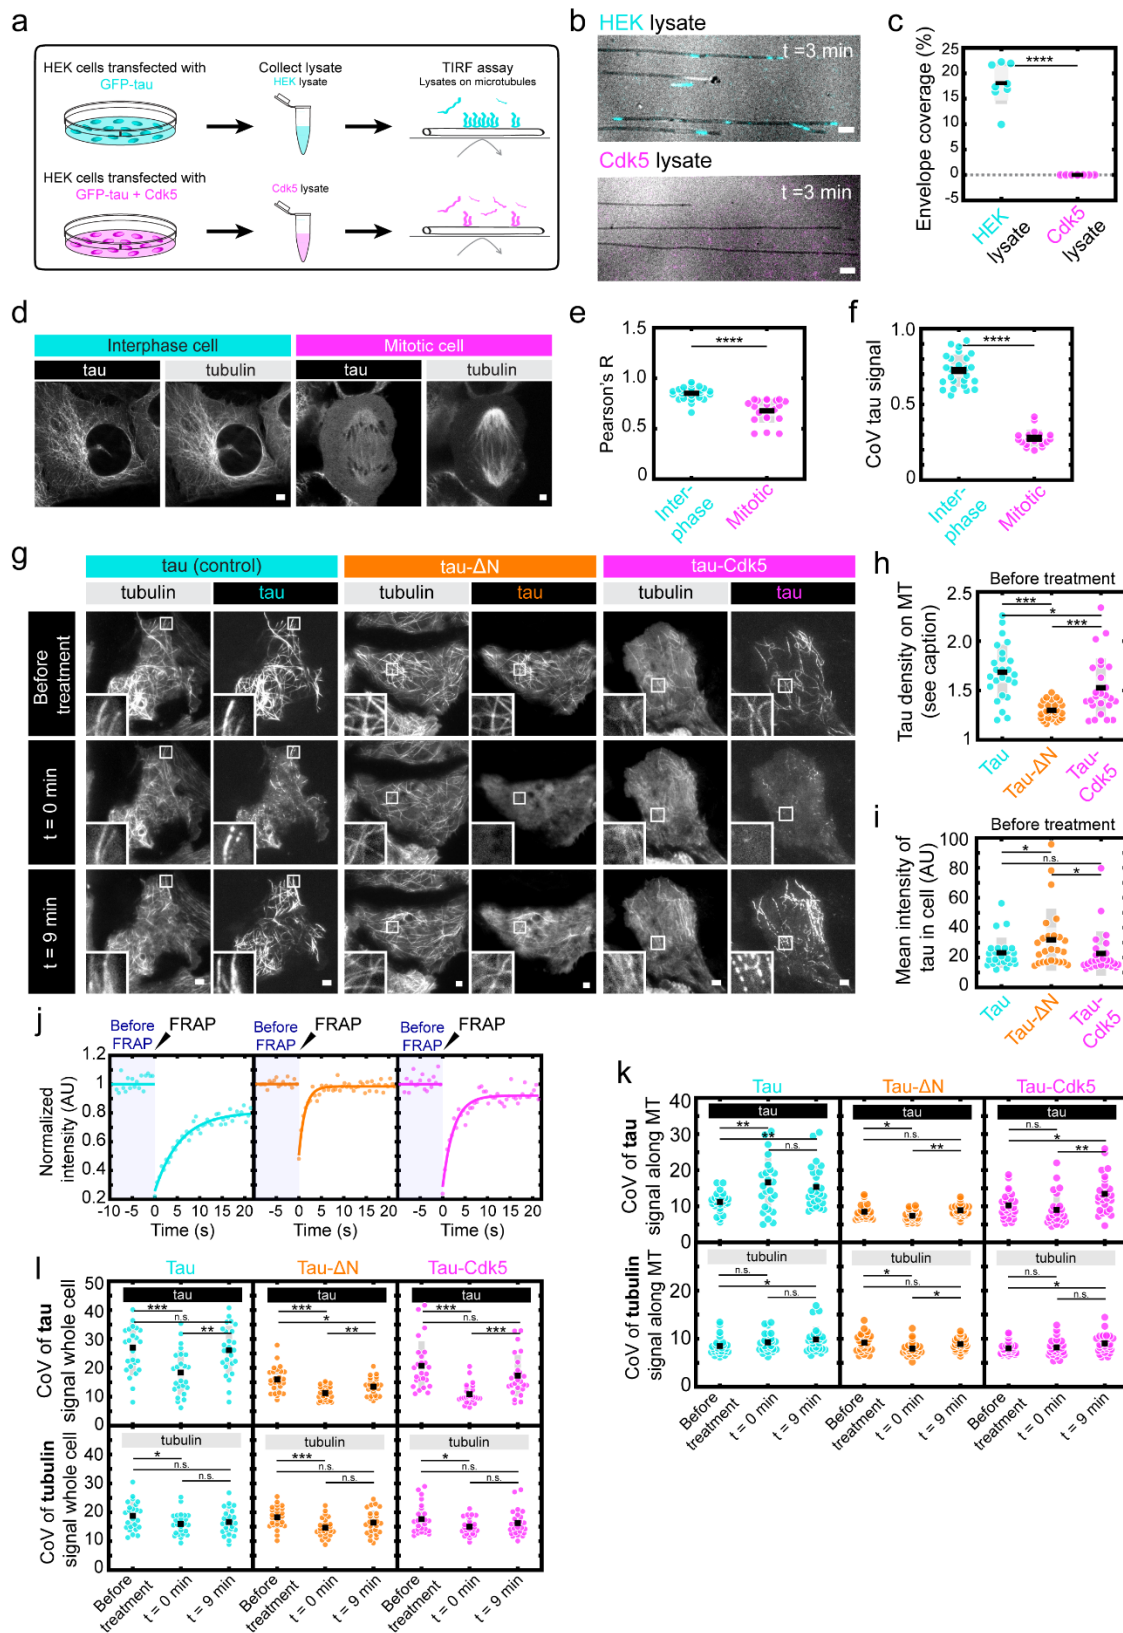 a
HEK cells transfected with
GFP-tau
Collect lysate
HEK lysate
TIRF assay
Lysates on microtubules
HEK cells transfected with
GFP-tau + Cdk5
Cdk5 lysate
b
HEK lysate
t =3 min
Cdk5 lysate
t =3 min
c
Envelope coverage (%)
25
20
15
10
5
0
-5
****
HEK lysate
Cdk5 lysate
d
Interphase cell
Mitotic cell
tau
tubulin
tau
tubulin
e
Pearson's R
1.5
1.0
0.5
0
****
Inter-phase
Mitotic
f
CoV tau signal
1.0
0.5
0
****
Inter-phase
Mitotic
g
tau (control)
tau-ΔN
tau-Cdk5
tubulin
tau
tubulin
tau
tubulin
tau
Before treatment
t = 0 min
t = 9 min
h
Before treatment
Tau density on MT
(see caption)
2.5
2.0
1.5
1
***
*
***
Tau
Tau-ΔN
Tau-Cdk5
i
Before treatment
Mean intensity of
tau in cell (AU)
100
80
60
40
20
0
*
n.s.
*
Tau
Tau-ΔN
Tau-Cdk5
j
Before FRAP
FRAP
Before FRAP
FRAP
Before FRAP
FRAP
Normalized
intensity (AU)
1.2
1
0.8
0.6
0.4
0.2
-10 -5 0 5 10 15 20
-5 0 5 10 15 20
-5 0 5 10 15 20
Time (s)
Time (s)
Time (s)
k
Tau
Tau-ΔN
Tau-Cdk5
CoV of tau
signal along MT
40
30
20
10
0
tau
tau
tau
**
**
n.s.
*
n.s.
**
n.s.
*
**
CoV of tubulin
signal along MT
20
10
0
tubulin
tubulin
tubulin
n.s.
*
n.s.
*
n.s.
*
n.s.
*
n.s.
Before treatment
t = 0 min
t = 9 min
Before treatment
t = 0 min
t = 9 min
Before treatment
t = 0 min
t = 9 min
l
Tau
Tau-ΔN
Tau-Cdk5
CoV of tau
signal whole cell
50
40
30
20
10
0
tau
tau
tau
***
n.s.
**
***
*
**
***
n.s.
***
CoV of tubulin
signal whole cell
40
30
20
10
0
tubulin
tubulin
tubulin
*
n.s.
n.s.
***
n.s.
n.s.
*
n.s.
n.s.
Before treatment
t = 0 min
t = 9 min
Before treatment
t = 0 min
t = 9 min
Before treatment
t = 0 min
t = 9 min